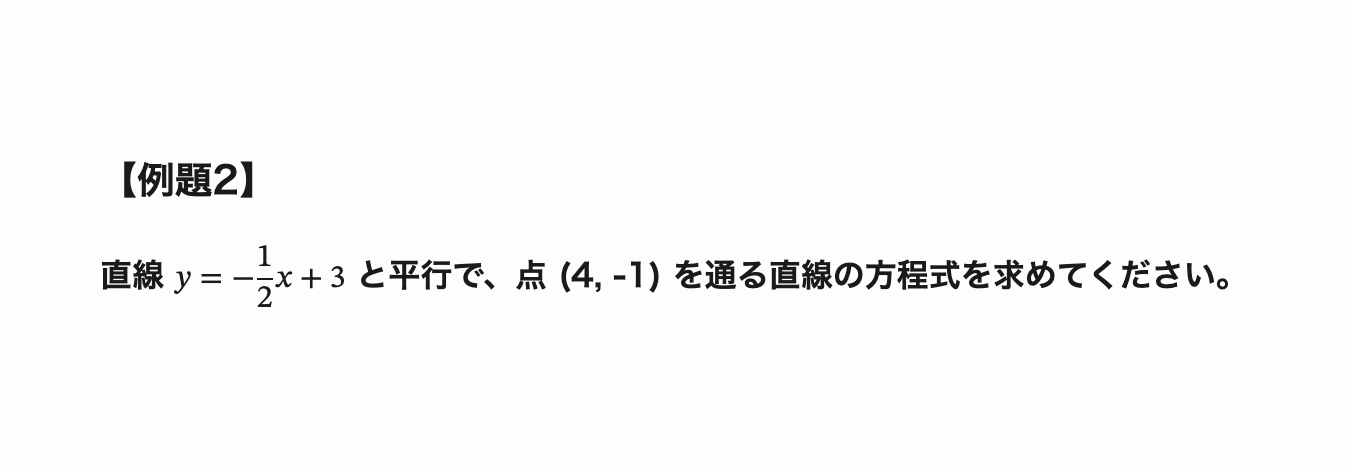 【例題2】
直線 y = −\frac{1}{2}x + 3 と平行で、点 (4, -1) を通る直線の方程式を求めてください。